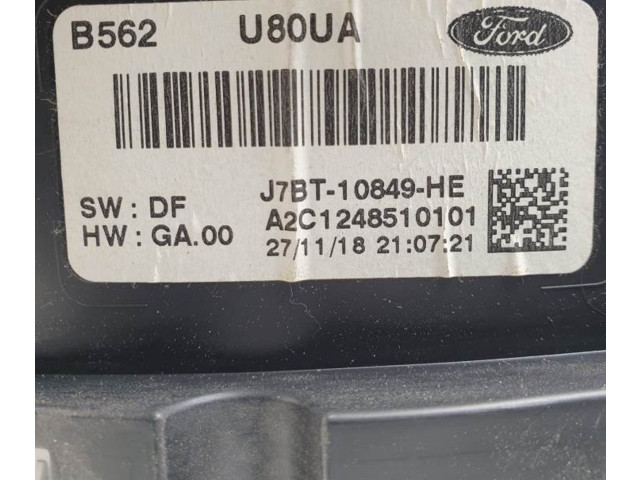 B562 U80UA Ford
J7BT-10849-HE
SW : DF A2C1248510101
HW : GA.00 27/11/18 21:07:21